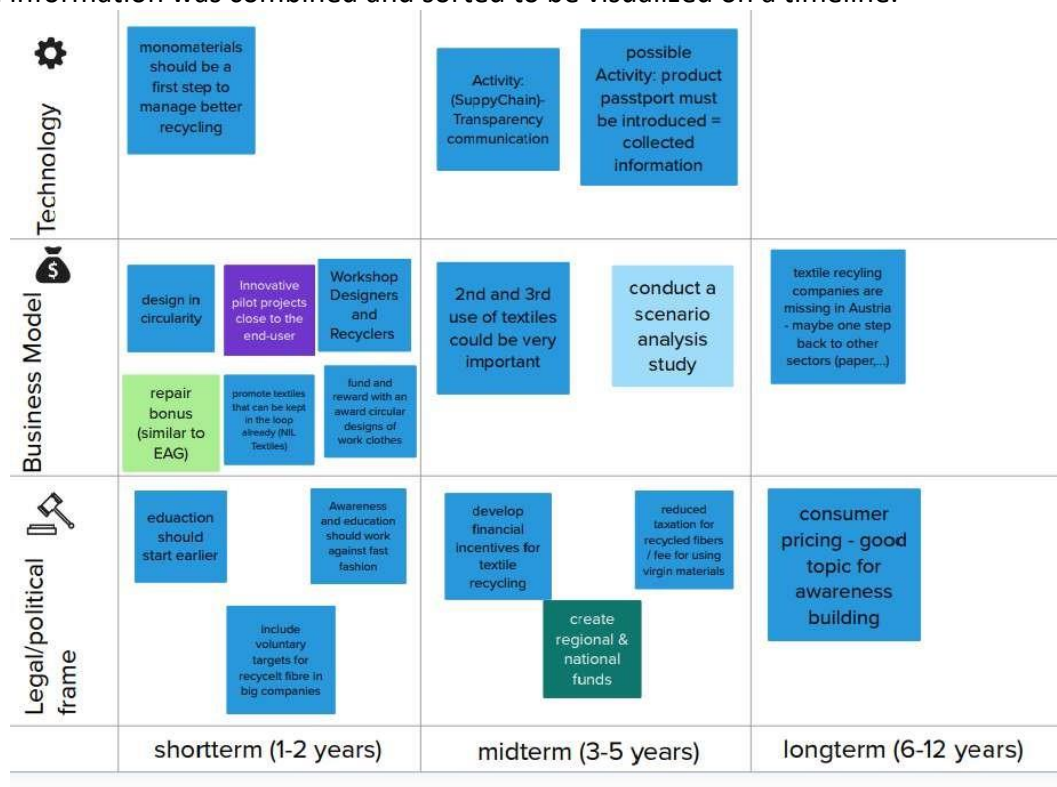 information was combined and sorted to be visualized on a timeline.
Technology
monomaterials
should be a
first step to
manage better
recycling
Activity:
(SuppyChain)-
Transparency
communication
possible
Activity: product
passtport must
be introduced =
collected
information
Business Model
design in
circularity
Innovative
pilot projects
close to the
end-user
Workshop
Designers
and
Recyclers
repair
bonus
(similar to
EAG)
promote textiles
that can be kept
in the loop
already (NIL
Textiles)
fund and
reward with an
award circular
designs of
work clothes
2nd and 3rd
use of textiles
could be very
important
conduct a
scenario
analysis
study
textile recyling
companies are
missing in Austria
- maybe one step
back to other
sectors (paper,...)
Legal/political
frame
eduaction
should
start earlier
Awareness
and education
should work
against fast
fashion
include
voluntary
targets for
recycelt fibre in
big companies
develop
financial
incentives for
textile
recycling
reduced
taxation for
recycled fibers
/ fee for using
virgin materials
create
regional &
national
funds
consumer
pricing - good
topic for
awareness
building
shortterm (1-2 years)
midterm (3-5 years)
longterm (6-12 years)